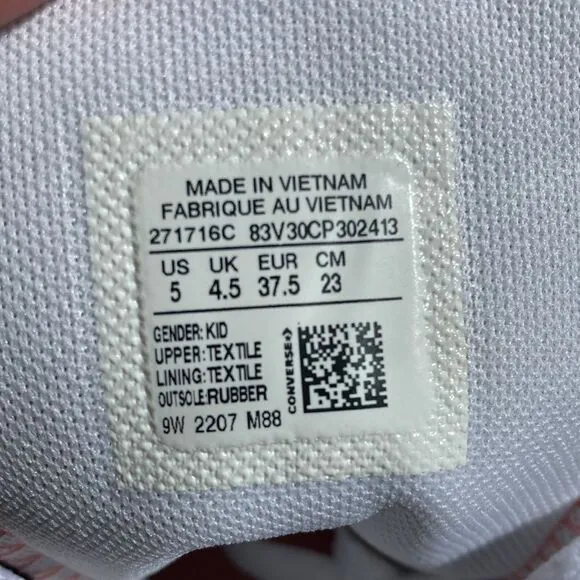 MADE IN VIETNAM
FABRIQUE AU VIETNAM
271716C 83V30CP302413
US UK EUR CM
5 4.5 37.5 23
GENDER: KID
UPPER: TEXTILE
LINING: TEXTILE
OUTSOLE: RUBBER
CONVERSE
9W 2207 M88